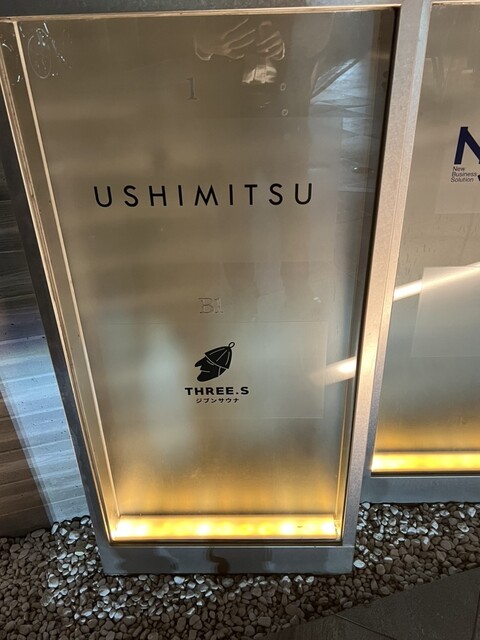 1
USHIMITSU
B1
THREE.S
ジブンサウナ
N
New
Business
Solution